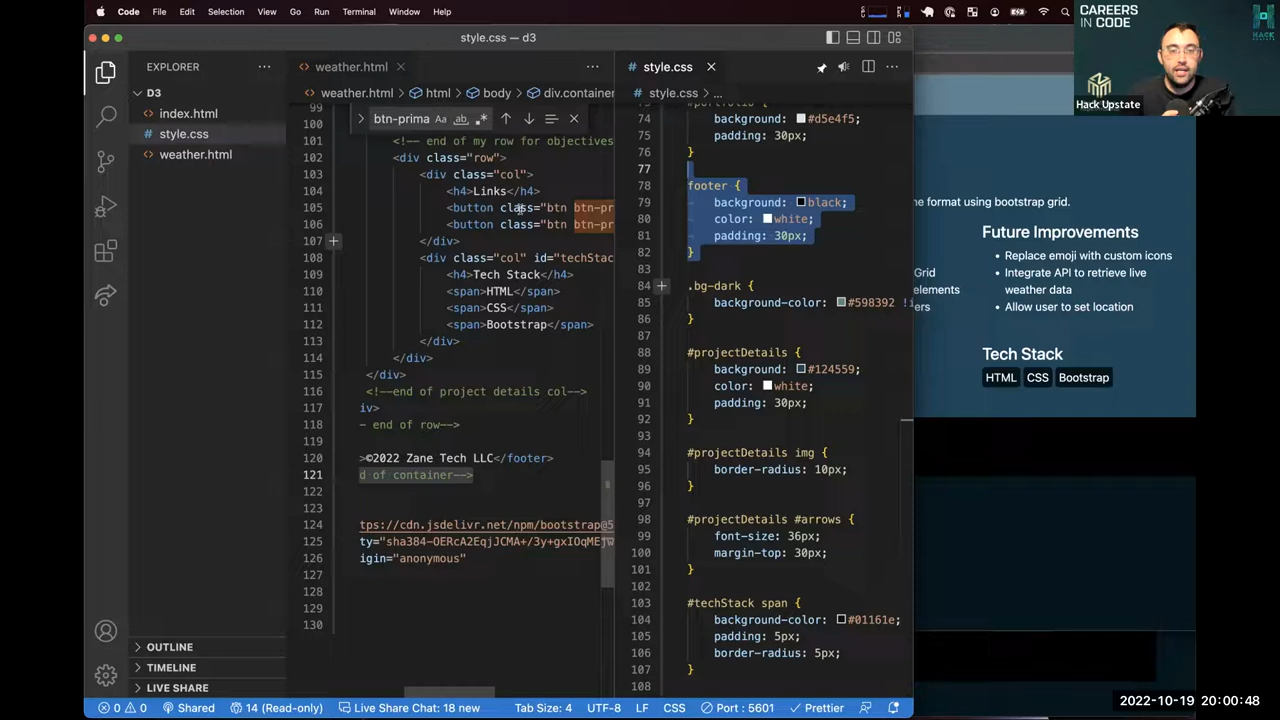 Code File Edit Selection View Go Run Terminal Window Help
CAREERS
IN CODE
HACK
Hack Upstate
style.css — d3
EXPLORER
D3
index.html
style.css
weather.html
OUTLINE
TIMELINE
LIVE SHARE
weather.html
weather.html > html > body > div.container
btn-prima
99
100
101 <!-- end of my row for objectives
102 <div class="row">
103 <div class="col">
104 <h4>Links</h4>
105 <button class="btn btn-pr
106 <button class="btn btn-pr
107 </div>
108 <div class="col" id="techStac
109 <h4>Tech Stack</h4>
110 <span>HTML</span>
111 <span>CSS</span>
112 <span>Bootstrap</span>
113 </div>
114 </div>
115 </div>
116 <!--end of project details col-->
117 iv>
118 - end of row-->
119
120 >©2022 Zane Tech LLC</footer>
121 d of container-->
122
123
124 tps://cdn.jsdelivr.net/npm/bootstrap@5
125 ty="sha384-OERcA2EqjJCMA+/3y+gxIOqMEjw
126 igin="anonymous"
127
128
129
130
style.css
style.css > ...
74 background: #d5e4f5;
75 padding: 30px;
76 }
77
78 footer {
79 background: black;
80 color: white;
81 padding: 30px;
82 }
83
84 .bg-dark {
85 background-color: #598392 !i
86 }
87
88 #projectDetails {
89 background: #124559;
90 color: white;
91 padding: 30px;
92 }
93
94 #projectDetails img {
95 border-radius: 10px;
96 }
97
98 #projectDetails #arrows {
99 font-size: 36px;
100 margin-top: 30px;
101 }
102
103 #techStack span {
104 background-color: #01161e;
105 padding: 5px;
106 border-radius: 5px;
107 }
108
e format using bootstrap grid.
Future Improvements
• Replace emoji with custom icons
Grid • Integrate API to retrieve live
elements weather data
ers • Allow user to set location
Tech Stack
HTML CSS Bootstrap
0 0 Shared 14 (Read-only) Live Share Chat: 18 new Tab Size: 4 UTF-8 LF CSS Port : 5601 Prettier
2022-10-19 20:00:48